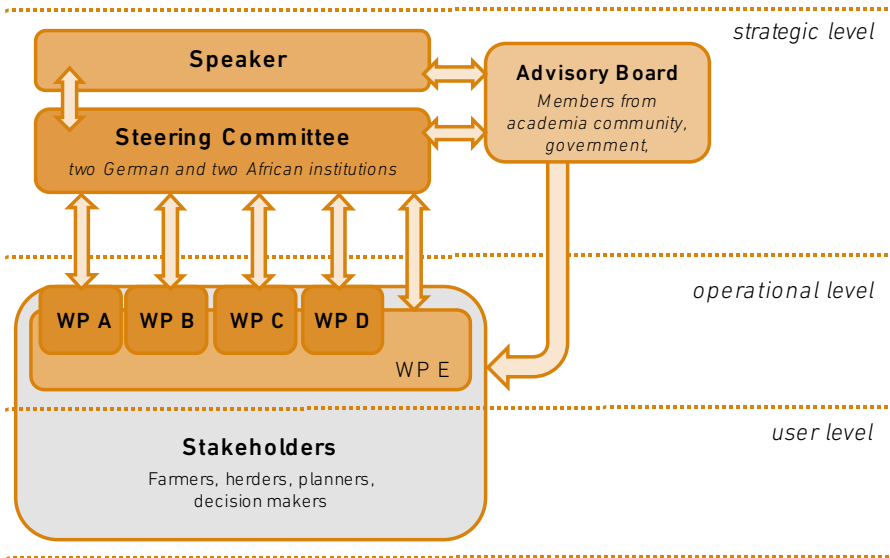 strategic level
Speaker
Advisory Board
Members from
academia community,
government,
Steering Committee
two German and two African institutions
operational level
WP A
WP B
WP C
WP D
WP E
user level
Stakeholders
Farmers, herders, planners,
decision makers